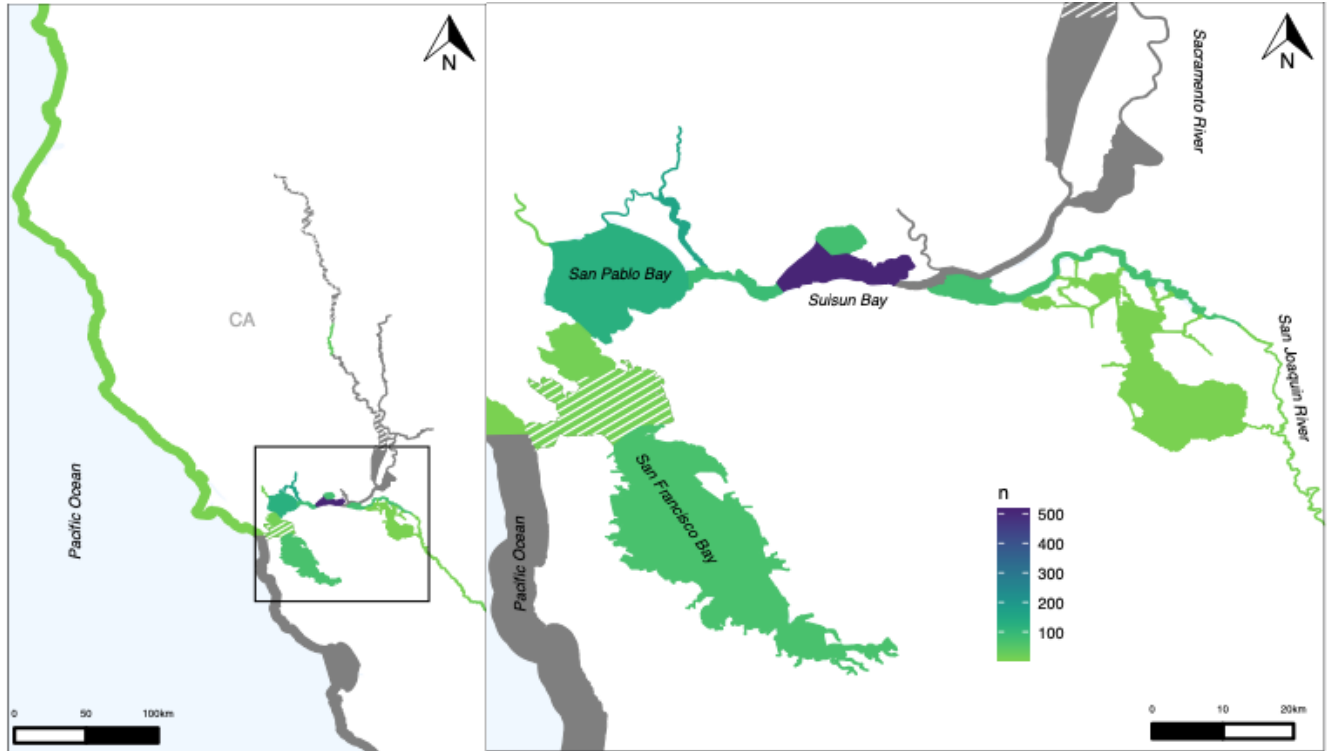 N
CA
Pacific Ocean
0
50
100km
N
Sacramento River
San Pablo Bay
Suisun Bay
San Joaquin River
San Francisco Bay
Pacific Ocean
n
500
400
300
200
100
0
10
20km